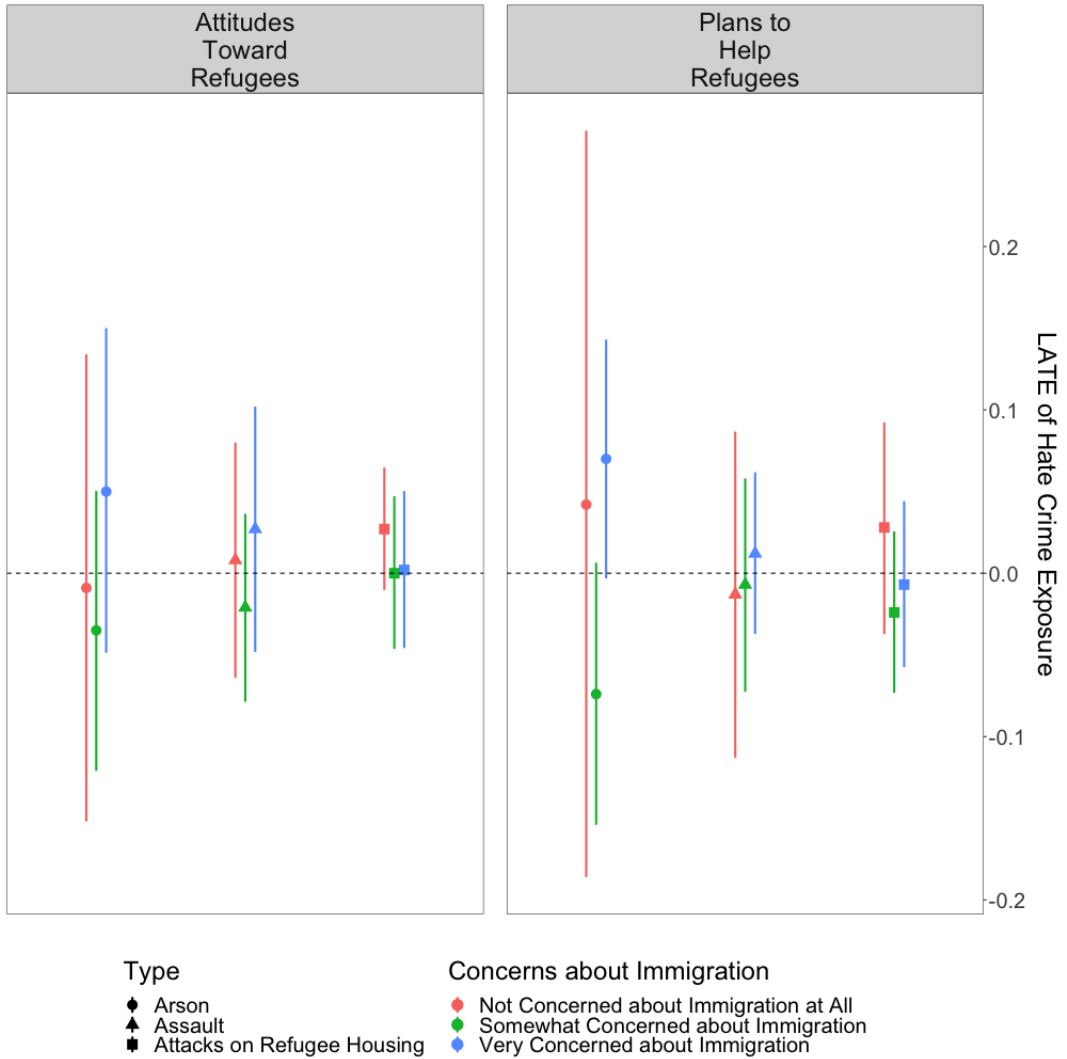 Attitudes
Toward
Refugees
Plans to
Help
Refugees
0.2
0.1
0.0
-0.1
-0.2
LATE of Hate Crime Exposure
Type
Arson
Assault
Attacks on Refugee Housing
Concerns about Immigration
Not Concerned about Immigration at All
Somewhat Concerned about Immigration
Very Concerned about Immigration